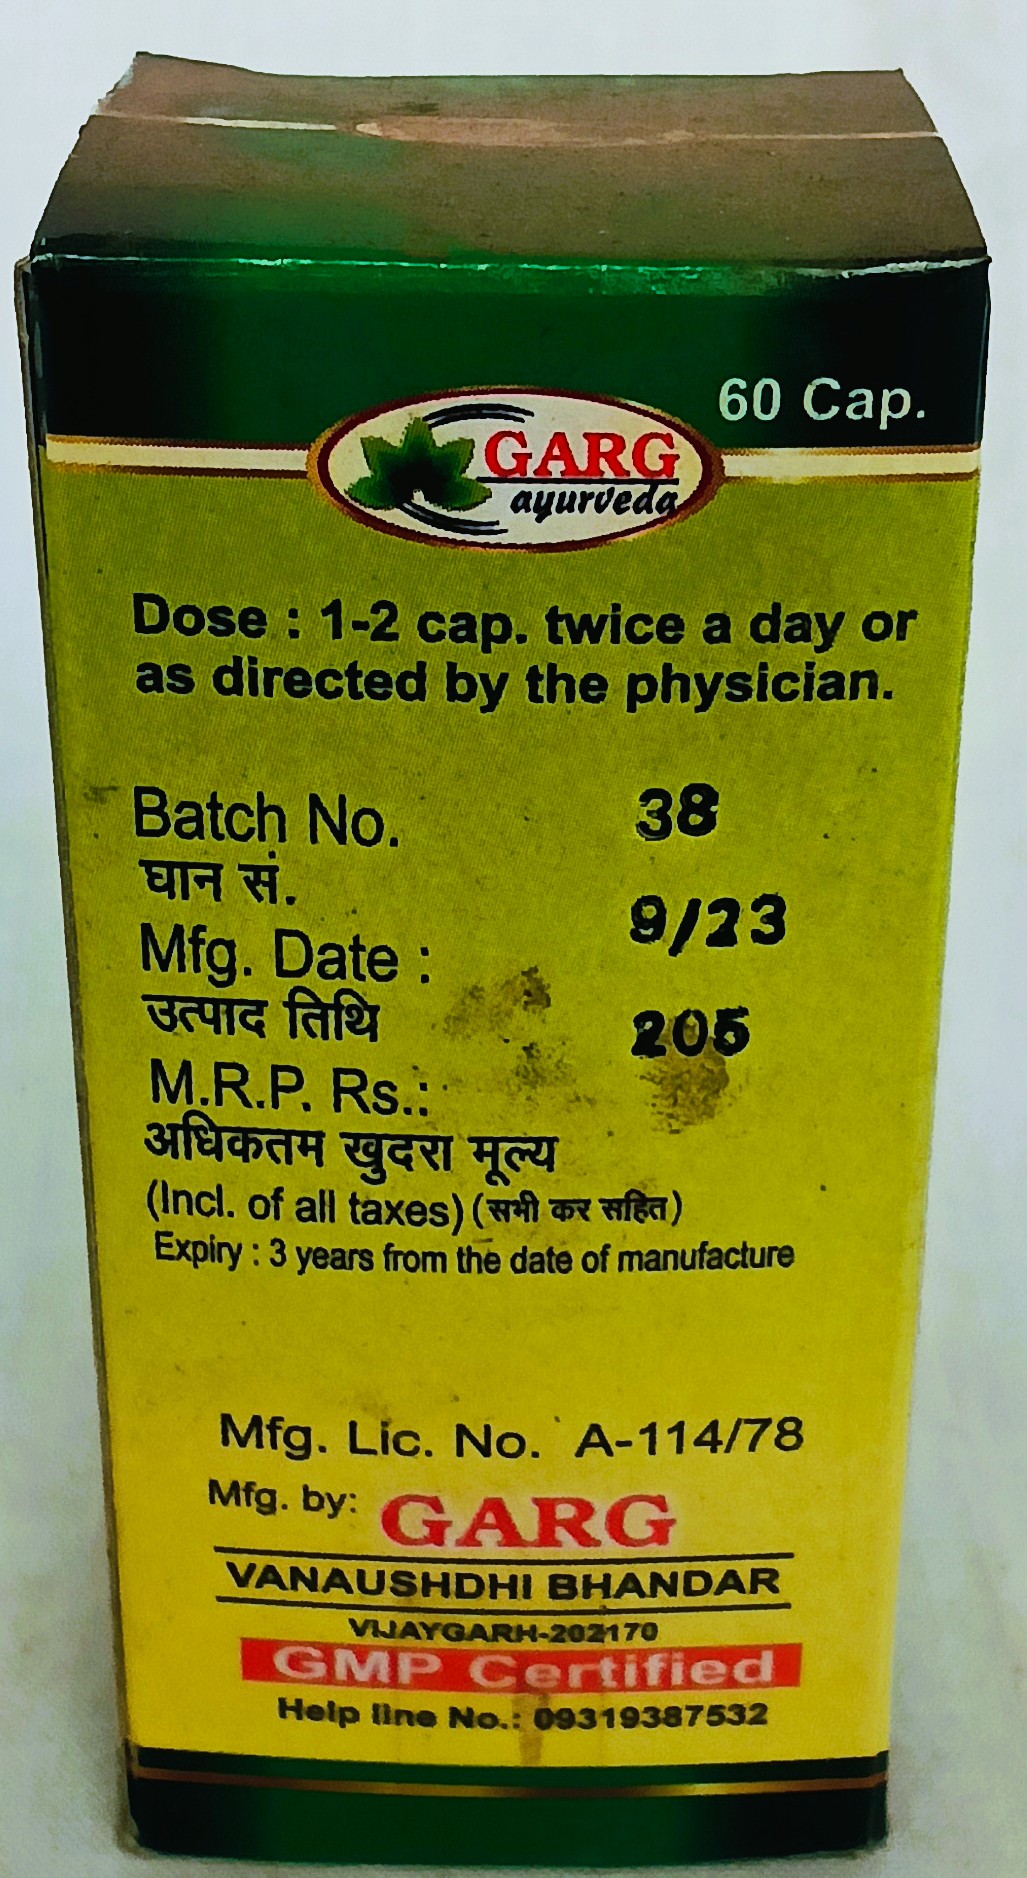 60 Cap.
GARG
ayurveda
Dose : 1-2 cap. twice a day or
as directed by the physician.
Batch No. 38
घान सं.
Mfg. Date : 9/23
उत्पाद तिथि
M.R.P. Rs.: 205
अधिकतम खुदरा मूल्य
(Incl. of all taxes) (सभी कर सहित)
Expiry : 3 years from the date of manufacture
Mfg. Lic. No. A-114/78
Mfg. by: GARG
VANAUSHDHI BHANDAR
VIJAYGARH-202170
GMP Certified
Help line No.: 09319387532